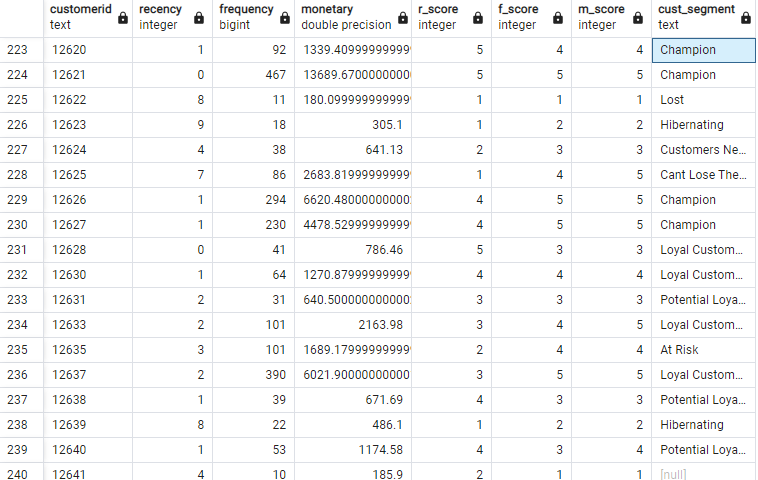 customerid recency frequency monetary r_score f_score m_score cust_segment
text integer bigint double precision integer integer integer text
223 12620 1 92 1339.40999999999 5 4 4 Champion
224 12621 0 467 13689.6700000000 5 5 5 Champion
225 12622 8 11 180.099999999999 1 1 1 Lost
226 12623 9 18 305.1 1 2 2 Hibernating
227 12624 4 38 641.13 2 3 3 Customers Ne...
228 12625 7 86 2683.81999999999 1 4 5 Cant Lose The...
229 12626 1 294 6620.48000000000 4 5 5 Champion
230 12627 1 230 4478.52999999999 4 5 5 Champion
231 12628 0 41 786.46 5 3 3 Loyal Custom...
232 12630 1 64 1270.87999999999 4 4 4 Loyal Custom...
233 12631 2 31 640.500000000000 3 3 3 Potential Loya...
234 12633 2 101 2163.98 3 4 5 Loyal Custom...
235 12635 3 101 1689.17999999999 2 4 4 At Risk
236 12637 2 390 6021.90000000000 3 5 5 Loyal Custom...
237 12638 1 39 671.69 4 3 3 Potential Loya...
238 12639 8 22 486.1 1 2 2 Hibernating
239 12640 1 53 1174.58 4 3 4 Potential Loya...
240 12641 4 10 185.9 2 1 1 [null]